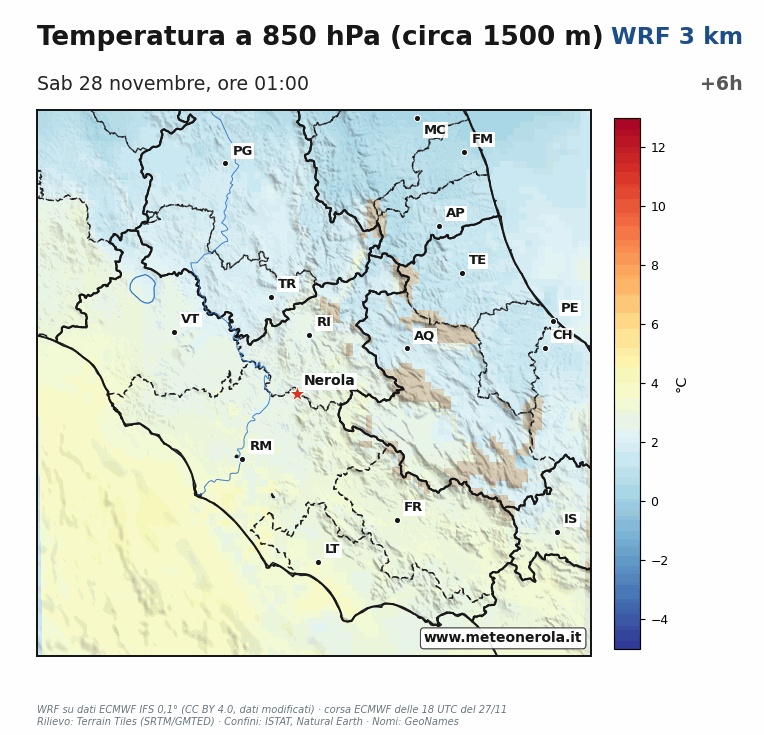 Temperatura a 850 hPa (circa 1500 m) WRF 3 km
Sab 28 novembre, ore 01:00 +6h
MC
FM
PG
AP
TE
TR
PE
VT
RI
AQ
CH
Nerola
RM
FR
IS
LT
www.meteonerola.it
12
10
8
6
4
2
0
−2
−4
°C
WRF su dati ECMWF IFS 0,1° (CC BY 4.0, dati modificati) · corsa ECMWF delle 18 UTC del 27/11
Rilievo: Terrain Tiles (SRTM/GMTED) · Confini: ISTAT, Natural Earth · Nomi: GeoNames